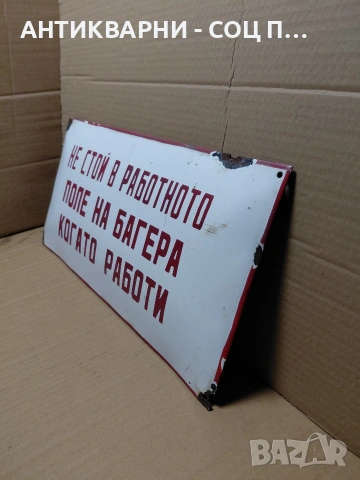 АНТИКВАРНИ - СОЦ П...
НЕ СТОЙ В РАБОТНОТО
ПОЛЕ НА БАГЕРА
КОГАТО РАБОТИ
BAZAR